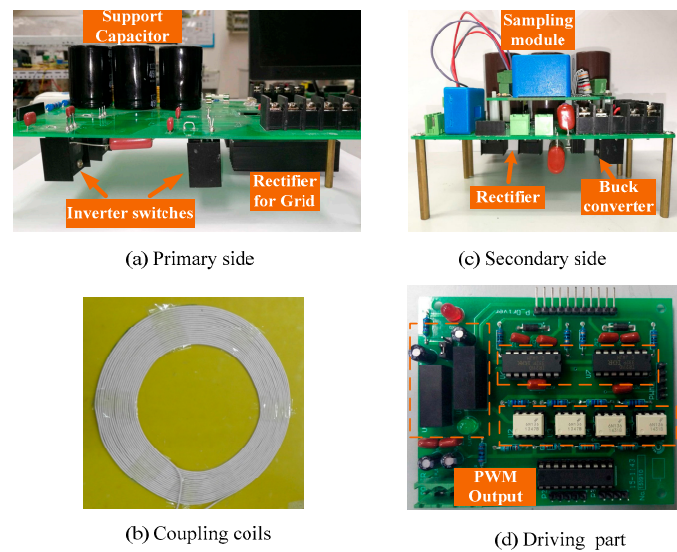 Support
Capacitor
Inverter switches
Rectifier
for Grid
(a) Primary side
Sampling
module
Rectifier
Buck
converter
(c) Secondary side
(b) Coupling coils
P_Driver
PWM
Output
(d) Driving part